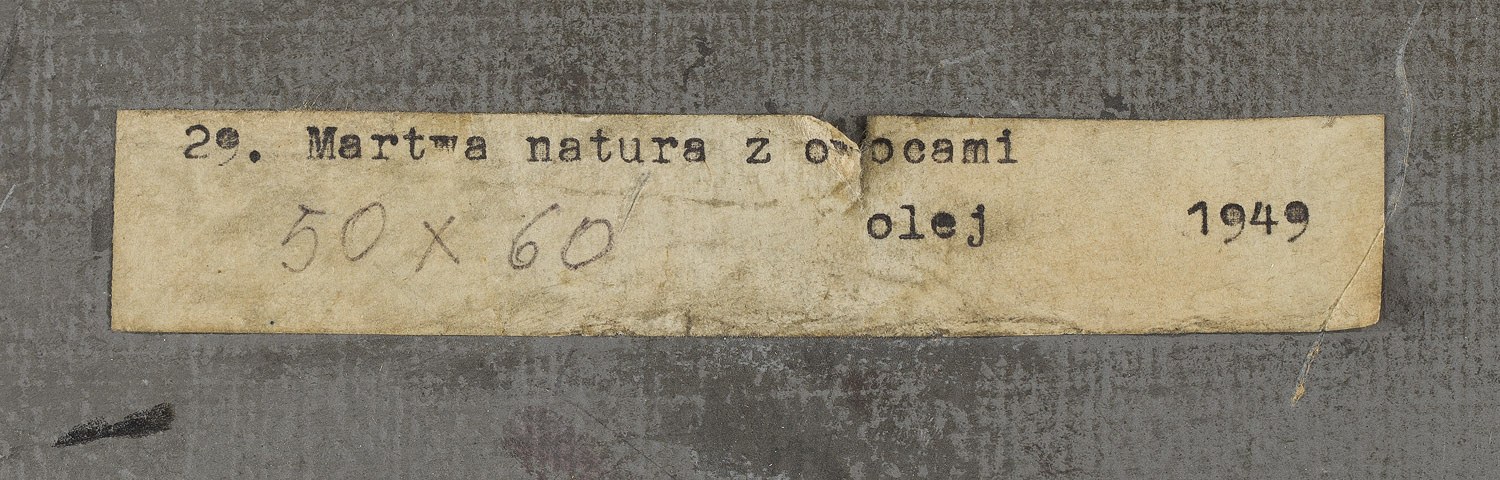 29. Martwa natura z owocami
50 x 60
olej 1949